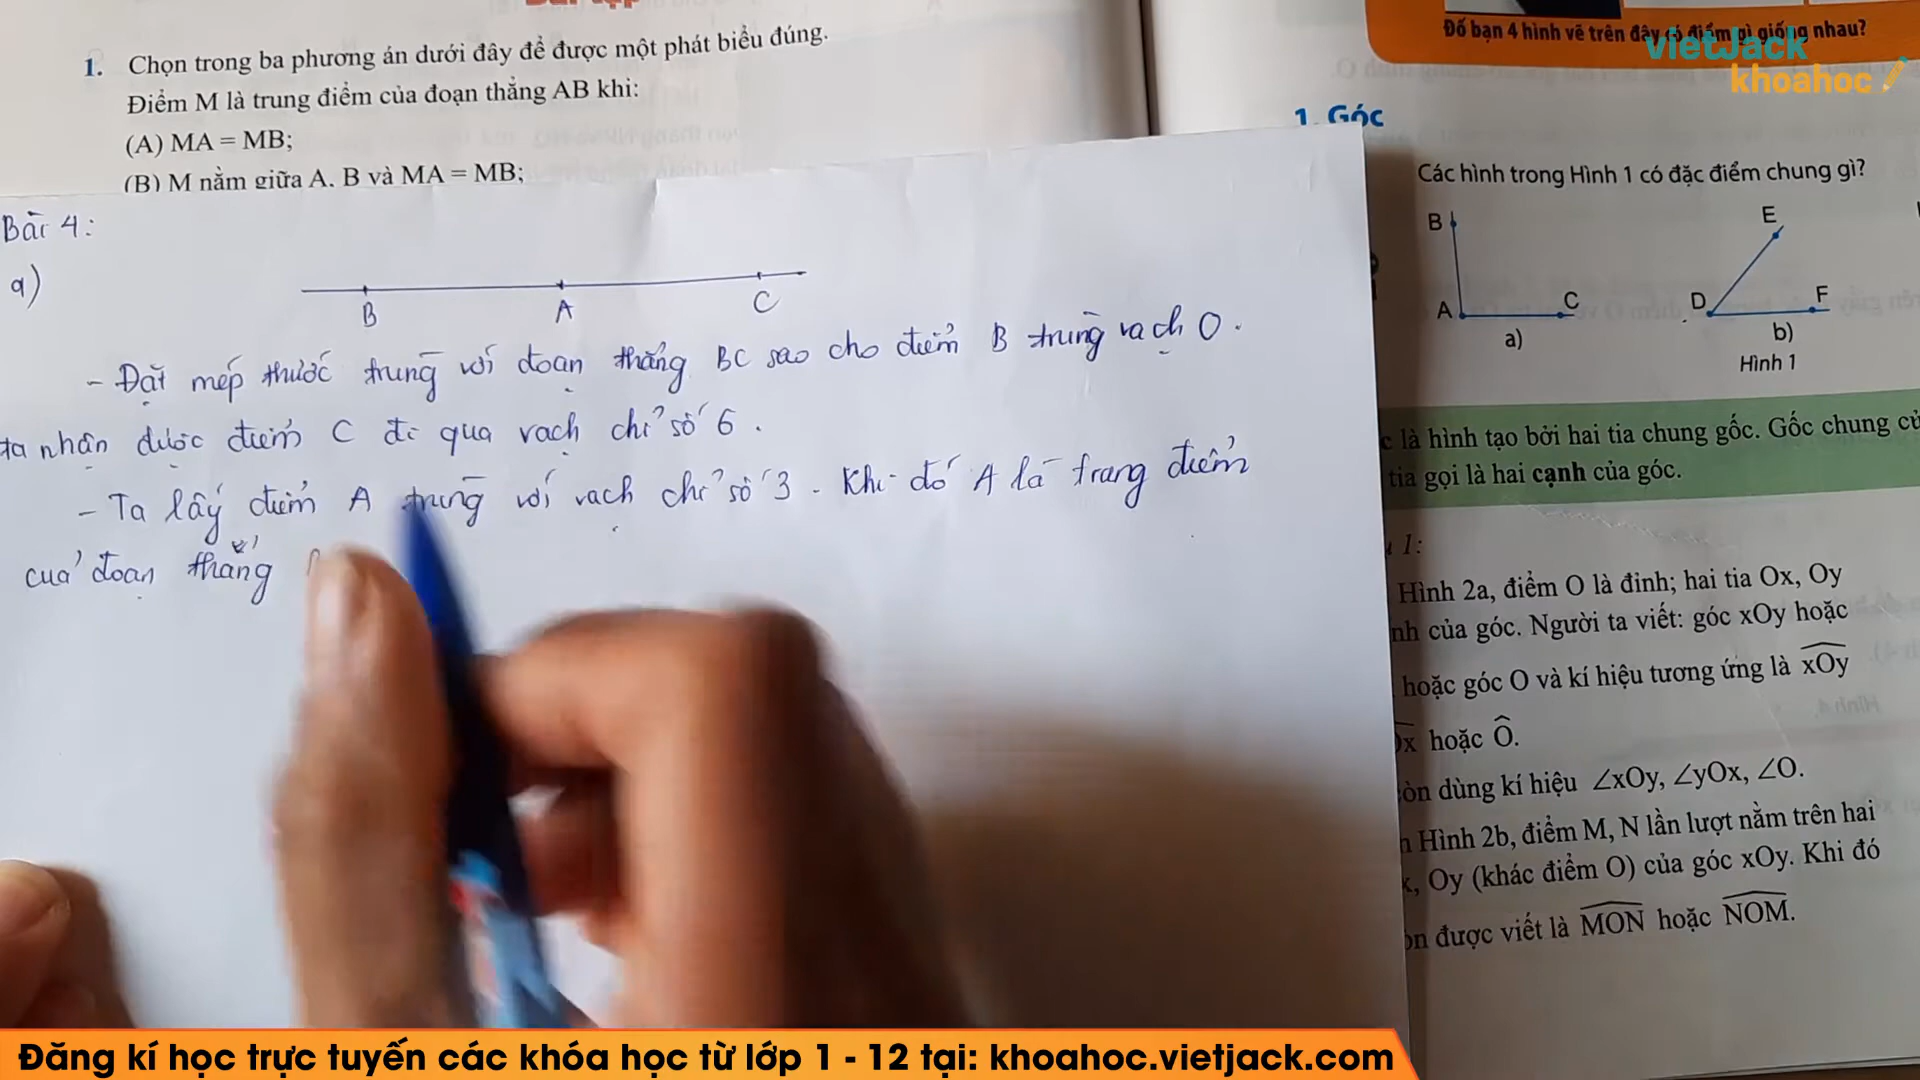 1. Chọn trong ba phương án dưới đây để được một phát biểu đúng.
Điểm M là trung điểm của đoạn thẳng AB khi:
(A) MA = MB;
(B) M nằm giữa A, B và MA = MB;
Bài 4:
a)
B A C
- Đặt mép thước trùng với đoạn thẳng BC sao cho điểm B trùng vạch 0.
ta nhận được điểm C đi qua vạch chỉ số 6.
- Ta lấy điểm A trùng với vạch chỉ số 3. Khi đó A là trung điểm
của đoạn thẳng
Đố bạn 4 hình vẽ trên đây có điểm gì giống nhau?
vietJack
khoahoc
1. Góc
Các hình trong Hình 1 có đặc điểm chung gì?
B
E
A
C
D
F
a)
b)
Hình 1
là hình tạo bởi hai tia chung gốc. Gốc chung
tia gọi là hai cạnh của góc.
1:
Hình 2a, điểm O là đỉnh; hai tia Ox, Oy
của góc. Người ta viết: góc xOy hoặc
hoặc góc O và kí hiệu tương ứng là xOy
hoặc Ô.
dùng kí hiệu ∠xOy, ∠yOx, ∠O.
Hình 2b, điểm M, N lần lượt nằm trên hai
Oy (khác điểm O) của góc xOy. Khi đó
được viết là MON hoặc NOM.
Đăng kí học trực tuyến các khóa học từ lớp 1 - 12 tại: khoahoc.vietjack.com